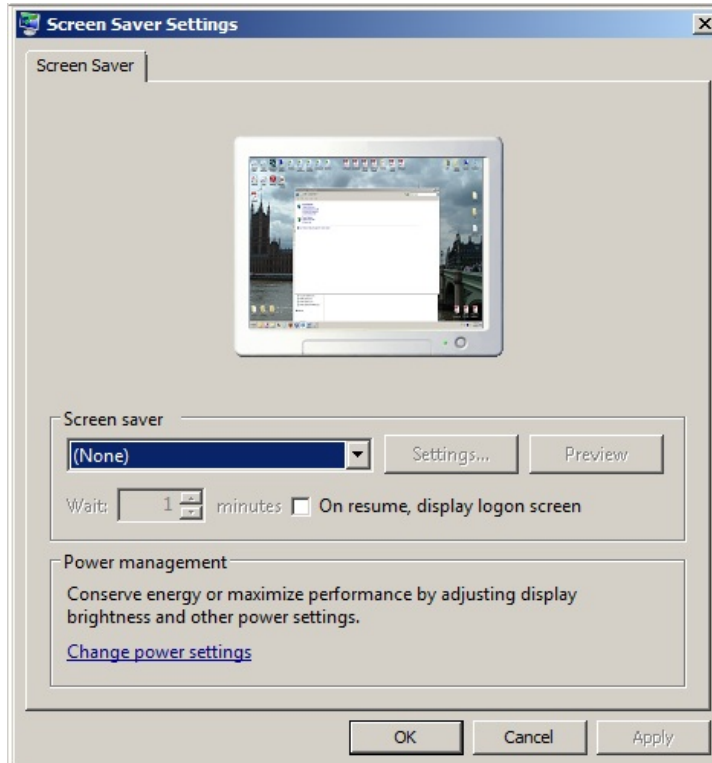 Screen Saver Settings
Screen Saver
Screen saver
(None)
Settings...
Preview
Wait:
1
minutes
On resume, display logon screen
Power management
Conserve energy or maximize performance by adjusting display
brightness and other power settings.
Change power settings
OK
Cancel
Apply